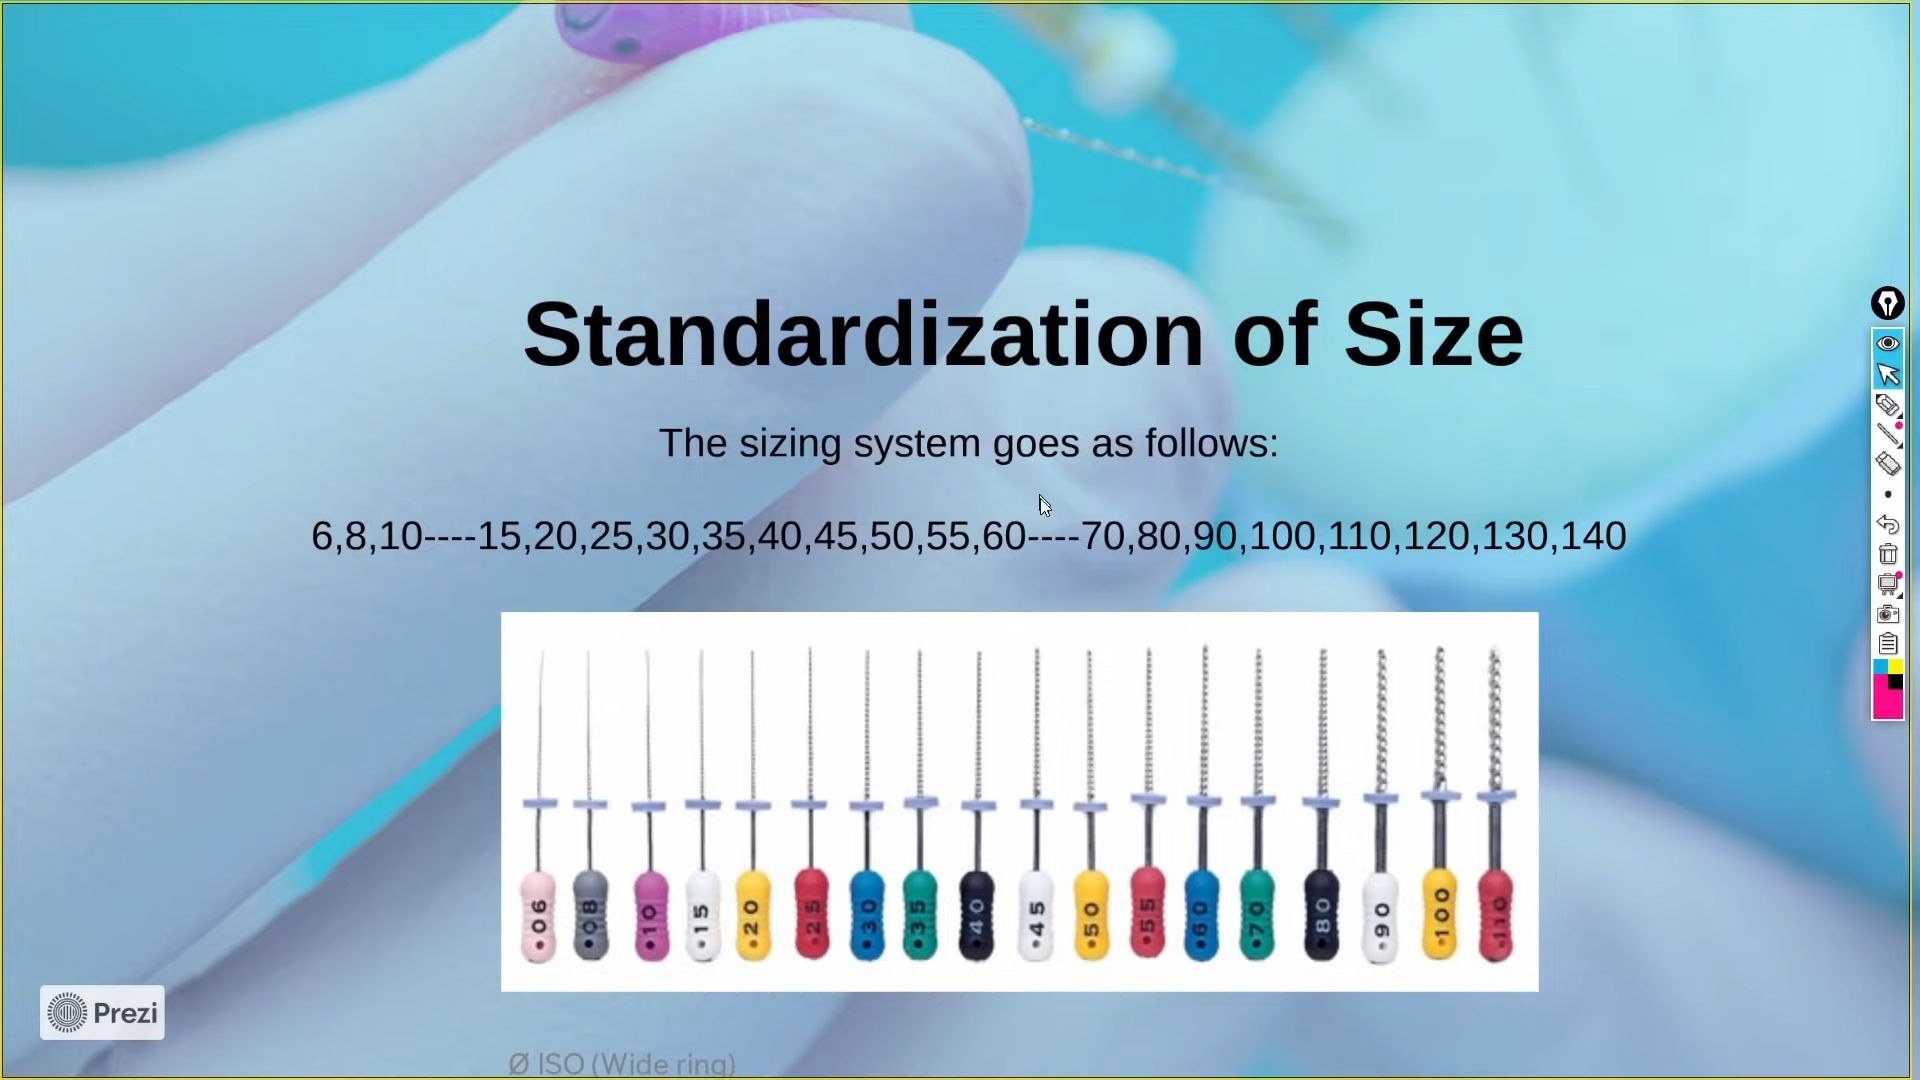 Standardization of Size
The sizing system goes as follows:
6,8,10----15,20,25,30,35,40,45,50,55,60----70,80,90,100,110,120,130,140
06 08 10 15 20 25 30 35 40 45 50 55 60 70 80 90 100 110
Prezi
Ø ISO (Wide ring)